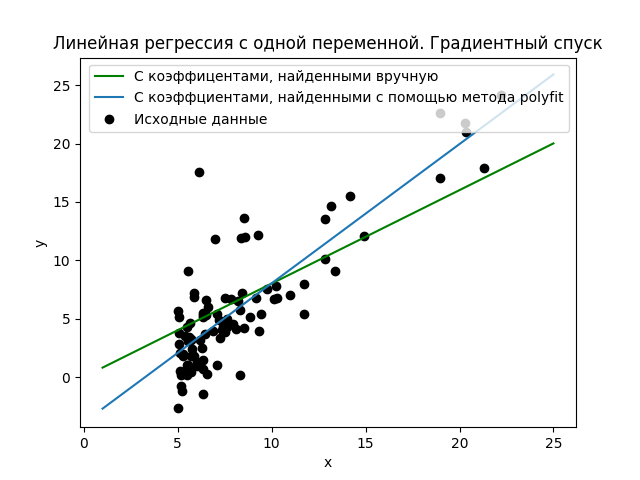 Линейная регрессия с одной переменной. Градиентный спуск
С коэффицентами, найденными вручную
С коэффциентами, найденными с помощью метода polyfit
Исходные данные
25
20
15
10
5
0
y
0 5 10 15 20 25
x